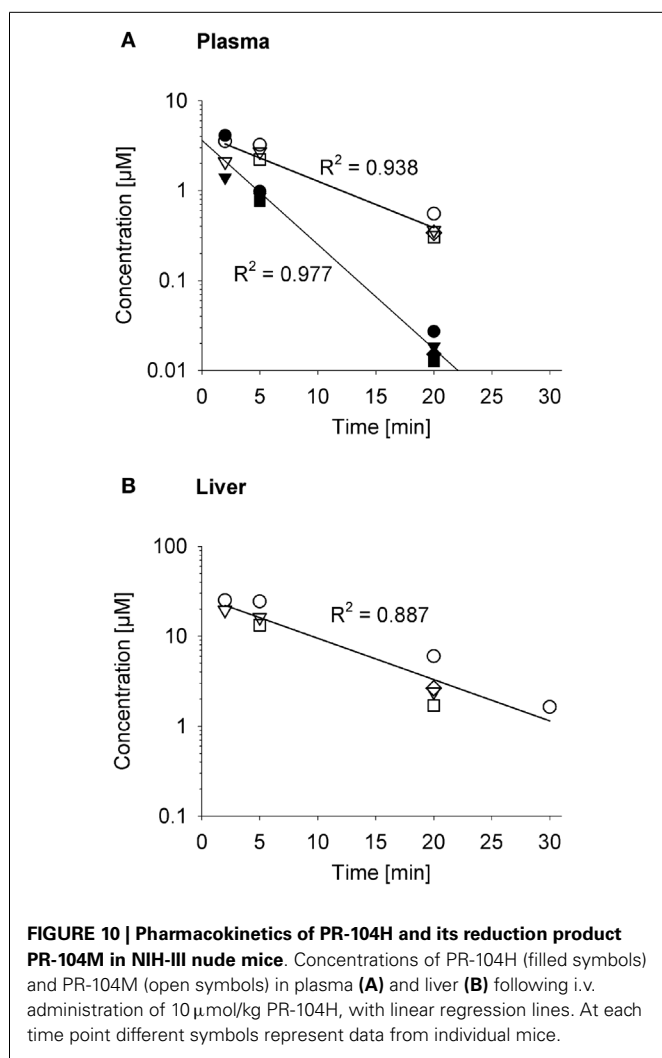 A Plasma
10
1
0.1
0.01
Concentration [µM]
R² = 0.938
R² = 0.977
0 5 10 15 20 25 30
Time [min]
B Liver
100
10
1
0.1
Concentration [µM]
R² = 0.887
0 5 10 15 20 25 30
Time [min]
FIGURE 10 | Pharmacokinetics of PR-104H and its reduction product
PR-104M in NIH-III nude mice. Concentrations of PR-104H (filled symbols)
and PR-104M (open symbols) in plasma (A) and liver (B) following i.v.
administration of 10 µmol/kg PR-104H, with linear regression lines. At each
time point different symbols represent data from individual mice.